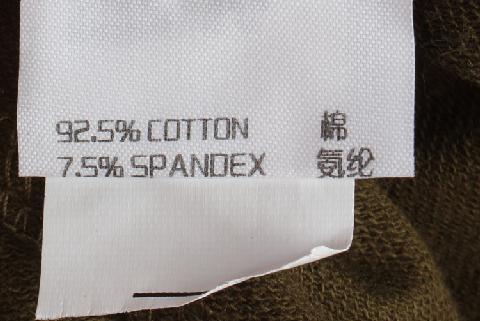 92.5% COTTON 棉
7.5% SPANDEX 氨纶